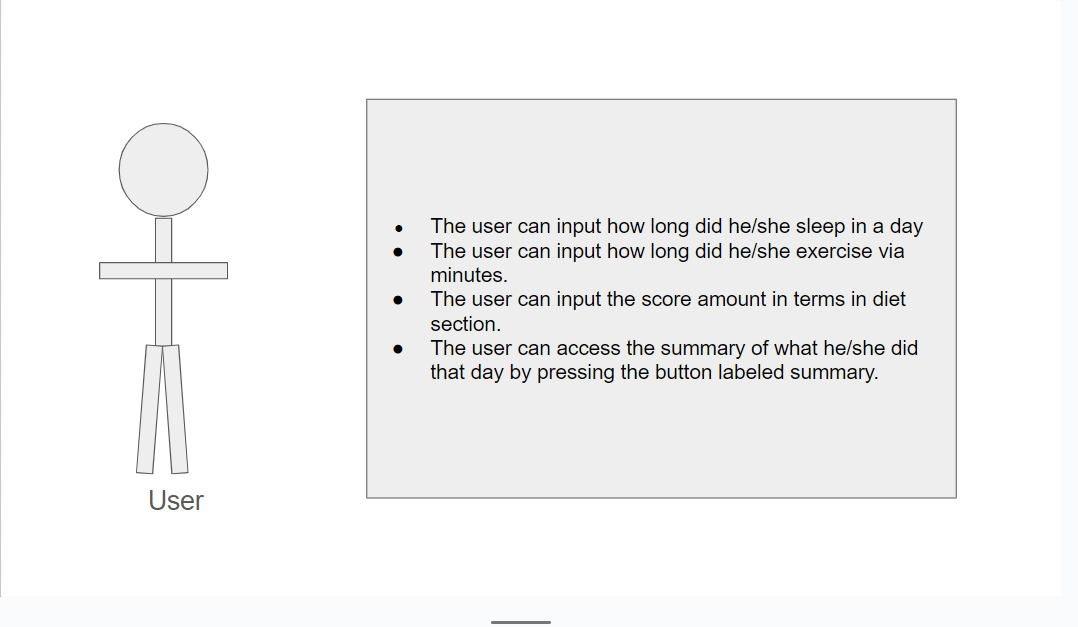 ● The user can input how long did he/she sleep in a day
● The user can input how long did he/she exercise via
minutes.
● The user can input the score amount in terms in diet
section.
● The user can access the summary of what he/she did
that day by pressing the button labeled summary.
User